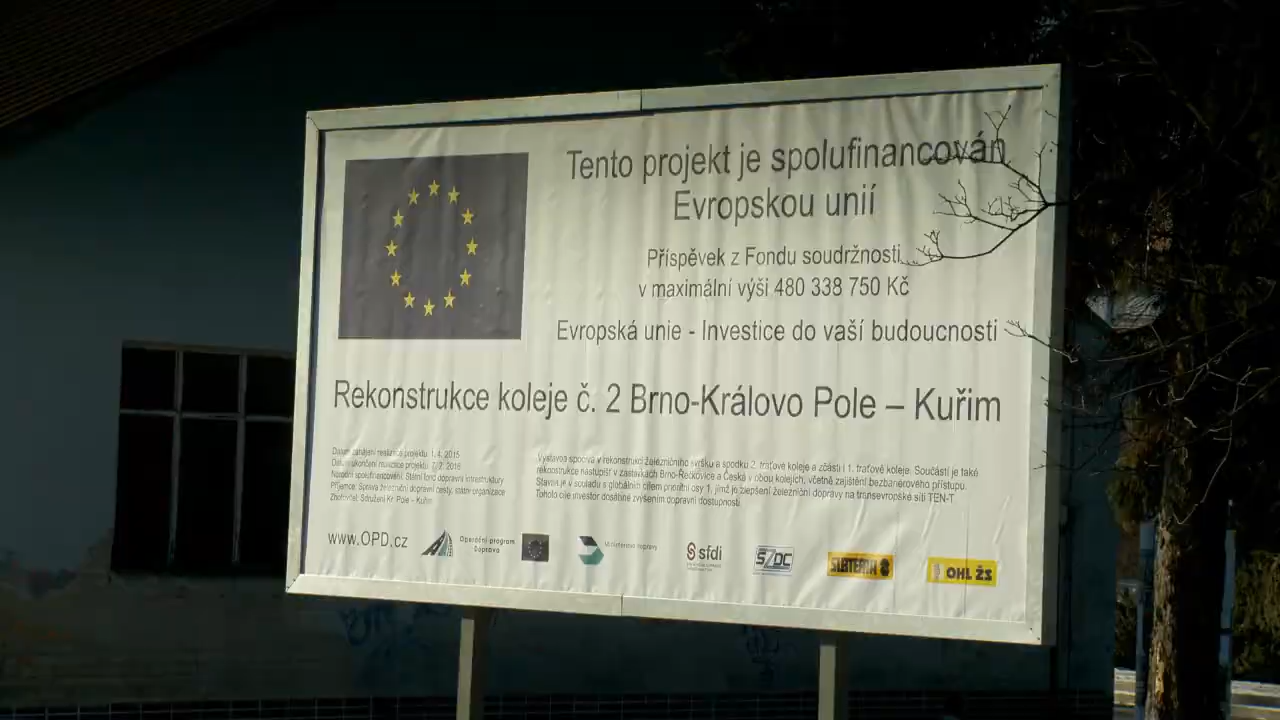 Tento projekt je spolufinancován
Evropskou unií
Příspěvek z Fondu soudržnosti
v maximální výši 480 338 750 Kč
Evropská unie - Investice do vaší budoucnosti
Rekonstrukce koleje č. 2 Brno-Královo Pole – Kuřim
Datum zahájení realizace projektu: 1. 4. 2015
Datum ukončení realizace projektu: 7. 2. 2016
Národní spolufinancování: Státní fond dopravní infrastruktury
Příjemce: Správa železniční dopravní cesty, státní organizace
Zhotovitel: Sdružení Kr. Pole – Kuřim
Výstavba spočívá v rekonstrukci železničního svršku a spodku 2. traťové koleje a zčásti i 1. traťové koleje. Součástí je také
rekonstrukce nástupišť v zastávkách Brno-Řečkovice a Česká v obou kolejích, včetně zajištění bezbariérového přístupu.
Stavba je v souladu s globálním cílem prioritní osy 1, jímž je zlepšení železniční dopravy na transevropské síti TEN-T
Tohoto cíle investor dosáhne zvýšením dopravní dostupnosti.
www.OPD.cz
Operační program
Doprava
Ministerstvo dopravy
sfdi
SŽDC
OHL ŽS